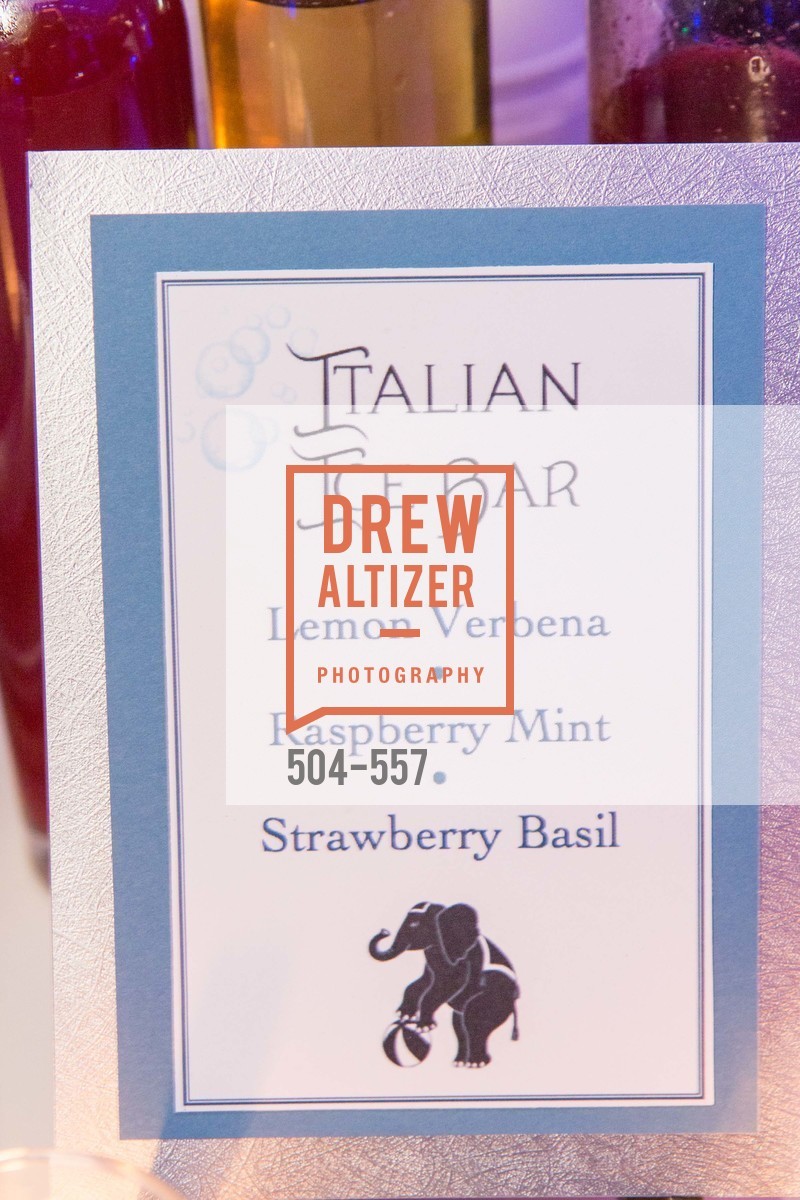 ITALIAN
ICE BAR
DREW
ALTIZER
Lemon Verbena
PHOTOGRAPHY
Raspberry Mint
504-557
Strawberry Basil